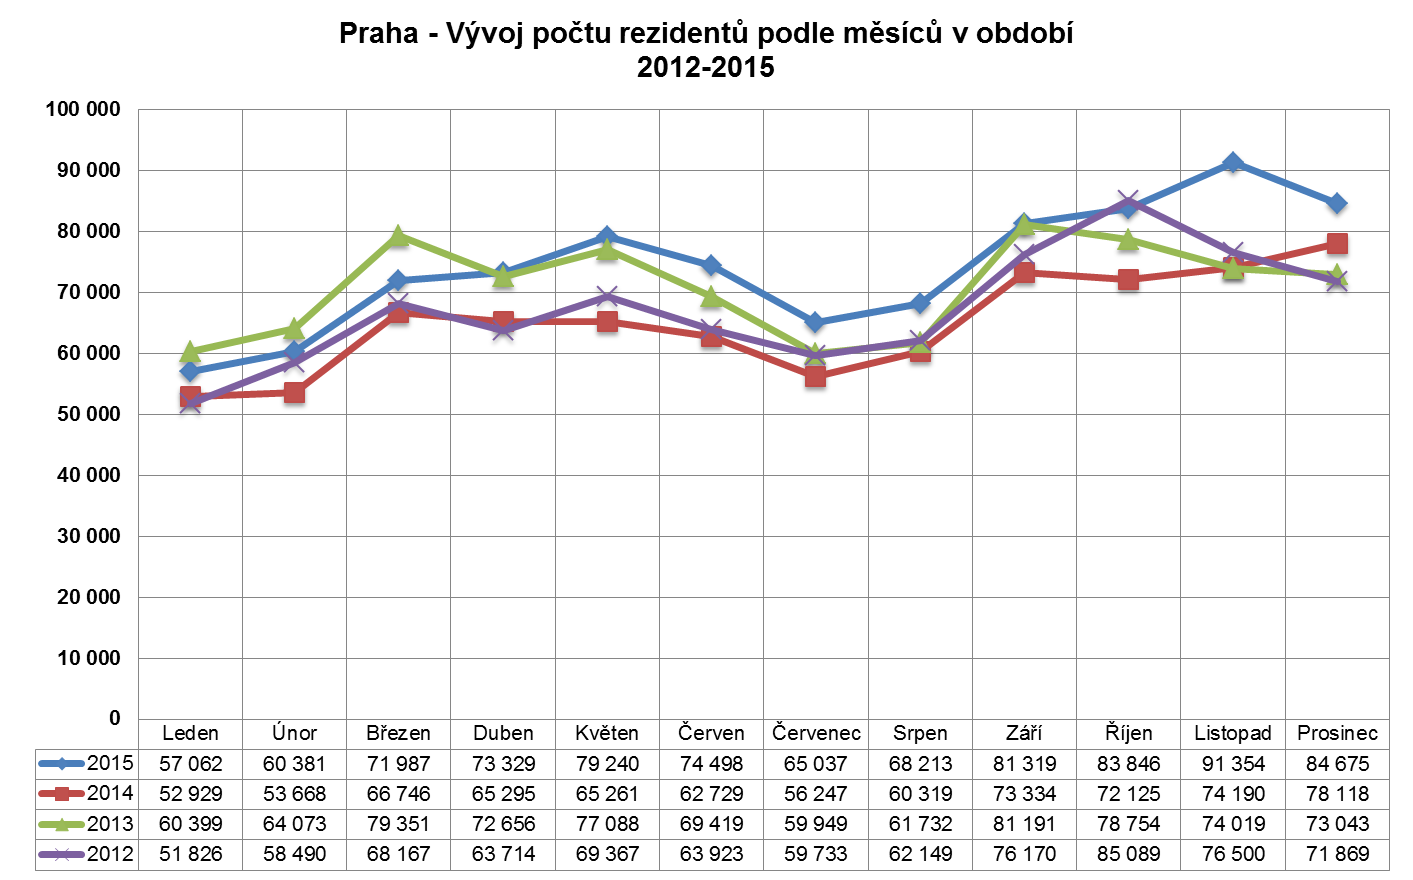 Praha - Vývoj počtu rezidentů podle měsíců v období
2012-2015
100 000
90 000
80 000
70 000
60 000
50 000
40 000
30 000
20 000
10 000
0
Leden Únor Březen Duben Květen Červen Červenec Srpen Září Říjen Listopad Prosinec
2015 57 062 60 381 71 987 73 329 79 240 74 498 65 037 68 213 81 319 83 846 91 354 84 675
2014 52 929 53 668 66 746 65 295 65 261 62 729 56 247 60 319 73 334 72 125 74 190 78 118
2013 60 399 64 073 79 351 72 656 77 088 69 419 59 949 61 732 81 191 78 754 74 019 73 043
2012 51 826 58 490 68 167 63 714 69 367 63 923 59 733 62 149 76 170 85 089 76 500 71 869